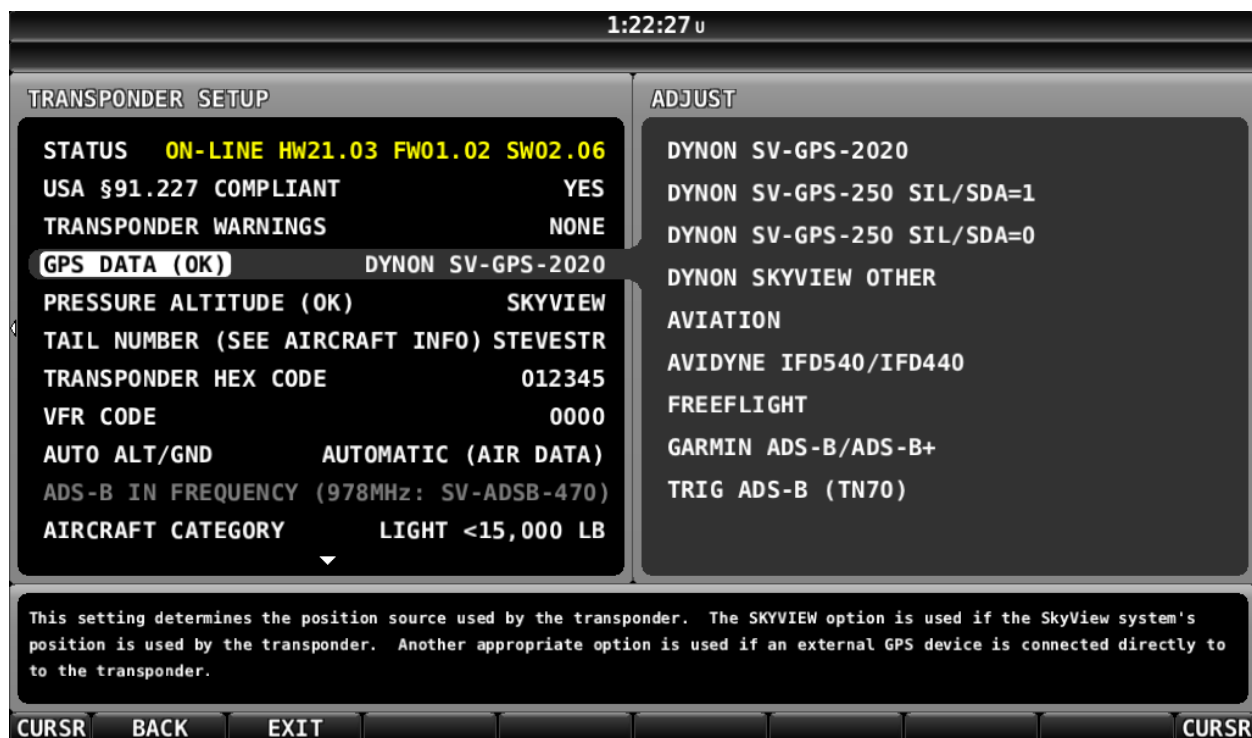 1:22:27 U
TRANSPONDER SETUP
STATUS ON-LINE HW21.03 FW01.02 SW02.06
USA §91.227 COMPLIANT YES
TRANSPONDER WARNINGS NONE
GPS DATA (OK) DYNON SV-GPS-2020
PRESSURE ALTITUDE (OK) SKYVIEW
TAIL NUMBER (SEE AIRCRAFT INFO) STEVESTR
TRANSPONDER HEX CODE 012345
VFR CODE 0000
AUTO ALT/GND AUTOMATIC (AIR DATA)
ADS-B IN FREQUENCY (978MHz: SV-ADSB-470)
AIRCRAFT CATEGORY LIGHT <15,000 LB
ADJUST
DYNON SV-GPS-2020
DYNON SV-GPS-250 SIL/SDA=1
DYNON SV-GPS-250 SIL/SDA=0
DYNON SKYVIEW OTHER
AVIATION
AVIDYNE IFD540/IFD440
FREEFLIGHT
GARMIN ADS-B/ADS-B+
TRIG ADS-B (TN70)
This setting determines the position source used by the transponder. The SKYVIEW option is used if the SkyView system's
position is used by the transponder. Another appropriate option is used if an external GPS device is connected directly to
to the transponder.
CURSR BACK EXIT CURSR